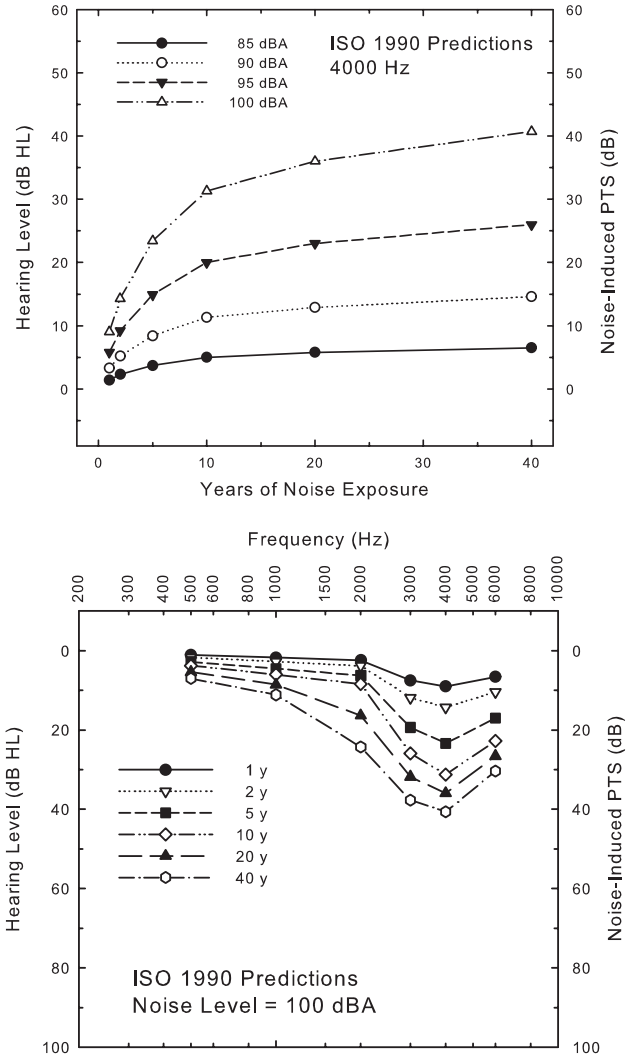 60
50
40
30
20
10
0
Hearing Level (dB HL)
85 dBA
90 dBA
95 dBA
100 dBA
ISO 1990 Predictions
4000 Hz
60
50
40
30
20
10
0
Noise-Induced PTS (dB)
0 10 20 30 40
Years of Noise Exposure
Frequency (Hz)
200 300 400 500 600 1000 2000 3000 4000 5000 6000 10000
0
20
40
60
80
100
Hearing Level (dB HL)
1 y
2 y
5 y
10 y
20 y
40 y
ISO 1990 Predictions
Noise Level = 100 dBA
0
20
40
60
80
100
Noise-Induced PTS (dB)